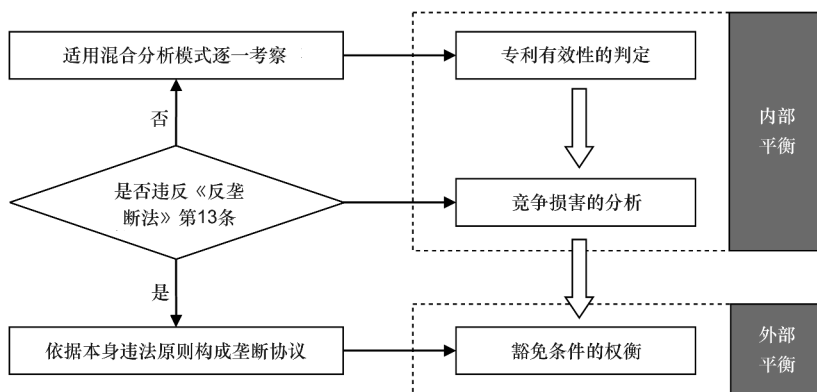 适用混合分析模式逐一考察
专利有效性的判定
内部
平衡
否
是否违反《反垄
断法》第13条
竞争损害的分析
是
依据本身违法原则构成垄断协议
豁免条件的权衡
外部
平衡